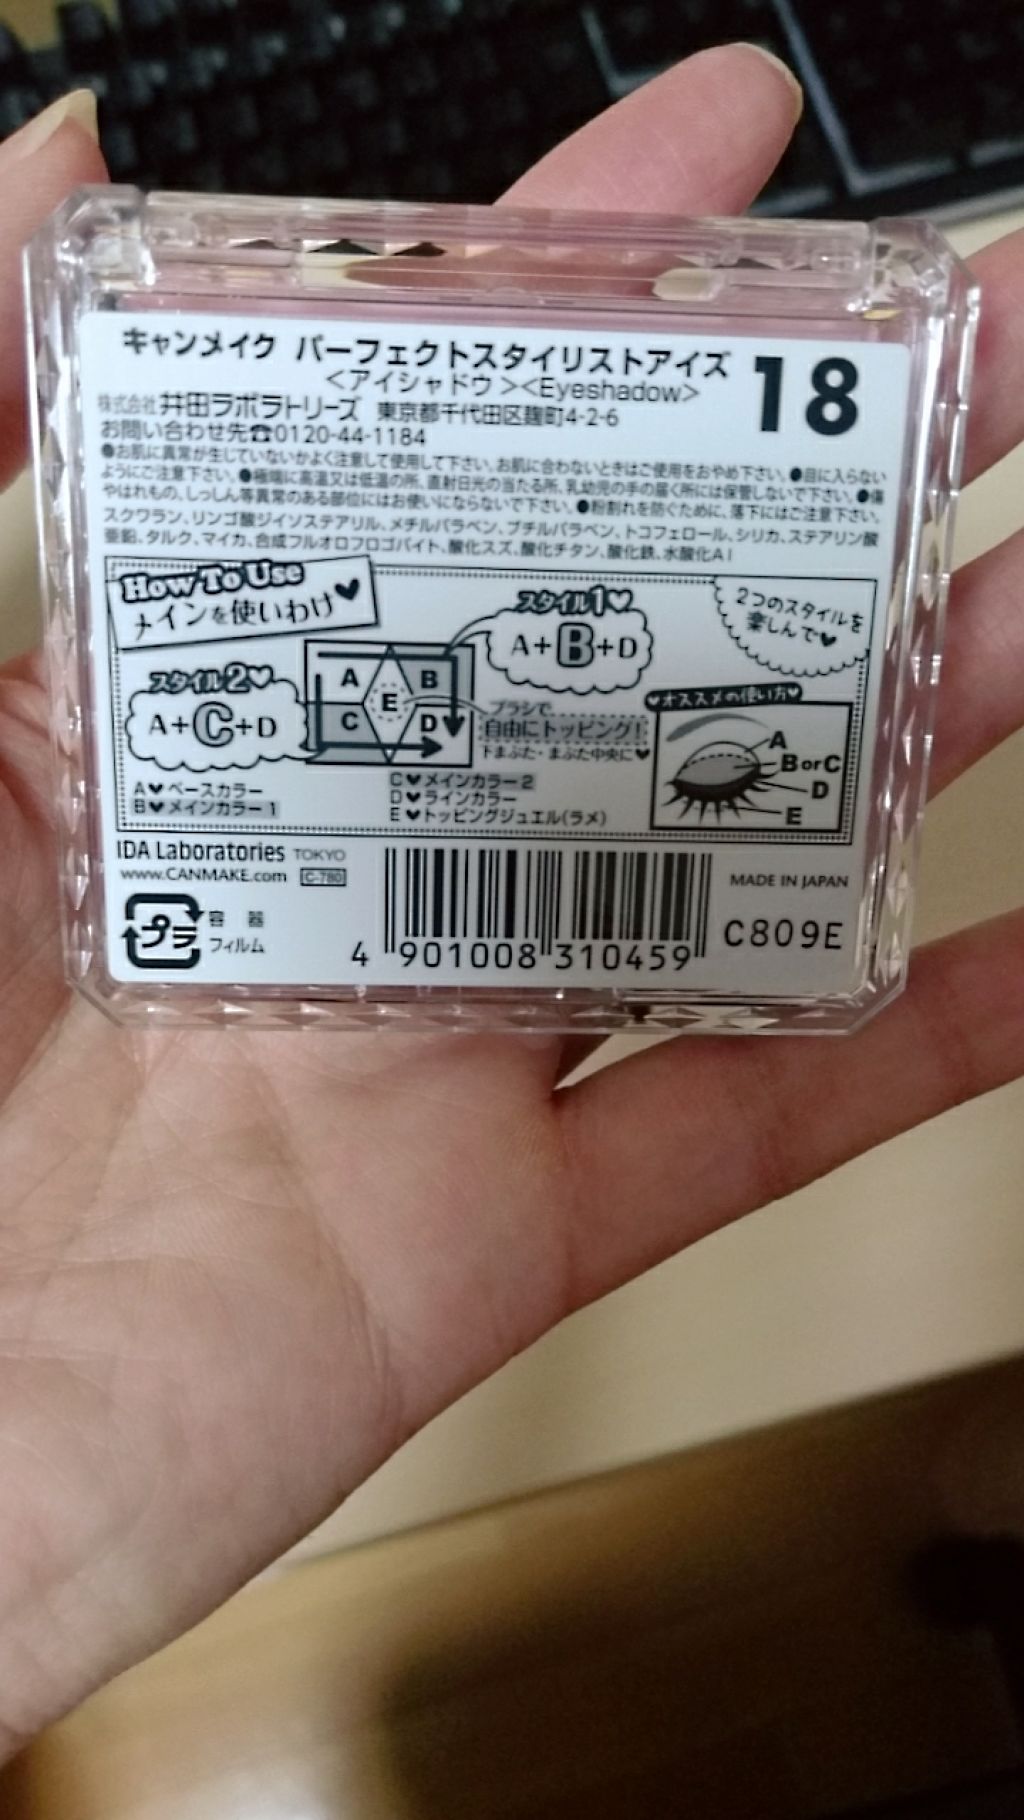 キャンメイク パーフェクトスタイリストアイズ
18
<アイシャドウ><Eyeshadow>
株式会社 井田ラボラトリーズ 東京都千代田区麹町4-2-6
お問い合わせ先☎0120-44-1184
●お肌に異常が生じていないかよく注意して使用して下さい。お肌に合わないときはご使用をおやめ下さい。●目に入らない
ようにご注意下さい。●極端に高温又は低温の所、直射日光の当たる所、乳幼児の手の届く所には保管しないで下さい。●傷
やはれもの、しっしん等異常のある部位にはお使いにならないで下さい。●粉割れを防ぐために、落下にはご注意下さい。
スクワラン、リンゴ酸ジイソステアリル、メチルパラベン、ブチルパラベン、トコフェロール、シリカ、ステアリン酸
亜鉛、タルク、マイカ、合成フルオロフロゴパイト、酸化スズ、酸化チタン、酸化鉄、水酸化Al
How To Use
メインを使いわけ♥
スタイル1♥
A+B+D
2つのスタイルを
楽しんで♥
スタイル2♥
A+C+D
A B
E
C D
ブラシで
自由にトッピング!
下まぶた・まぶた中央に♥
♥オススメの使い方♥
A
B or C
D
E
A♥ベースカラー
B♥メインカラー1
C♥メインカラー2
D♥ラインカラー
E♥トッピングジュエル(ラメ)
IDA Laboratories TOKYO
www.CANMAKE.com C-780
プラ
容器
フィルム
4 901008 310459
MADE IN JAPAN
C809E